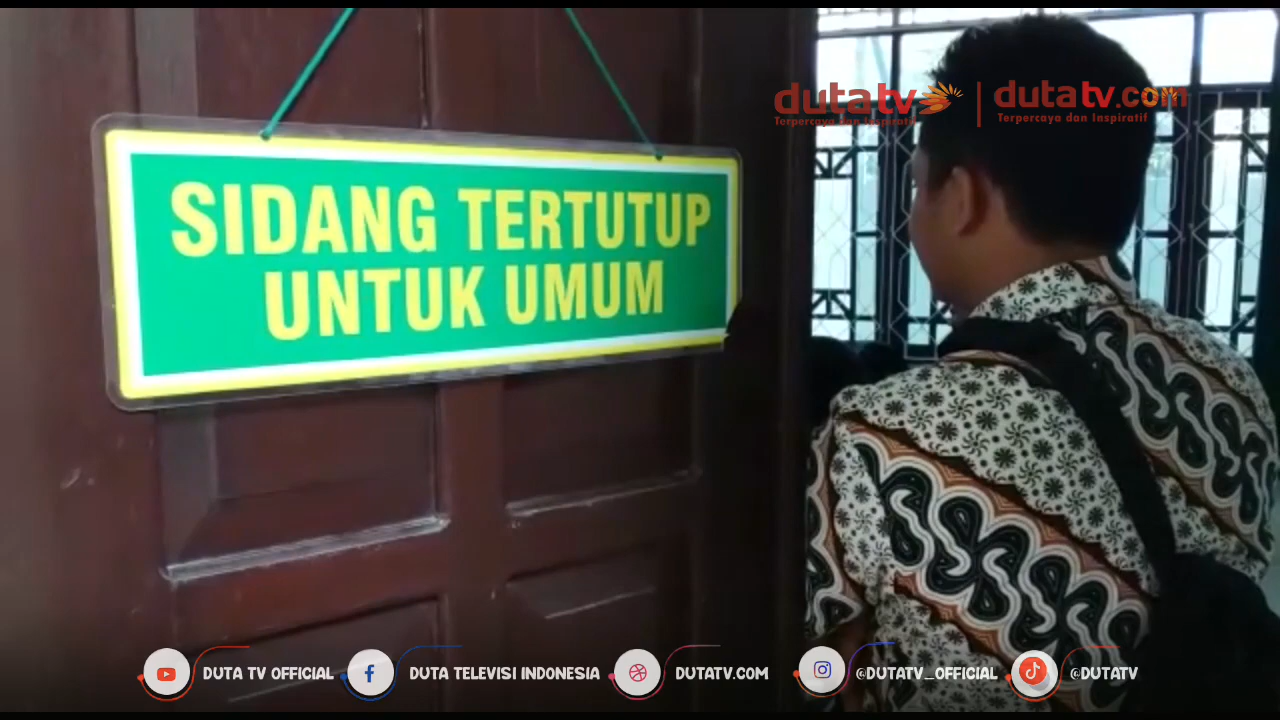 dutatv
Terpercaya dan Inspiratif
dutatv.com
Terpercaya dan Inspiratif
SIDANG TERTUTUP
UNTUK UMUM
DUTA TV OFFICIAL
DUTA TELEVISI INDONESIA
DUTATV.COM
@DUTATV_OFFICIAL
@DUTATV